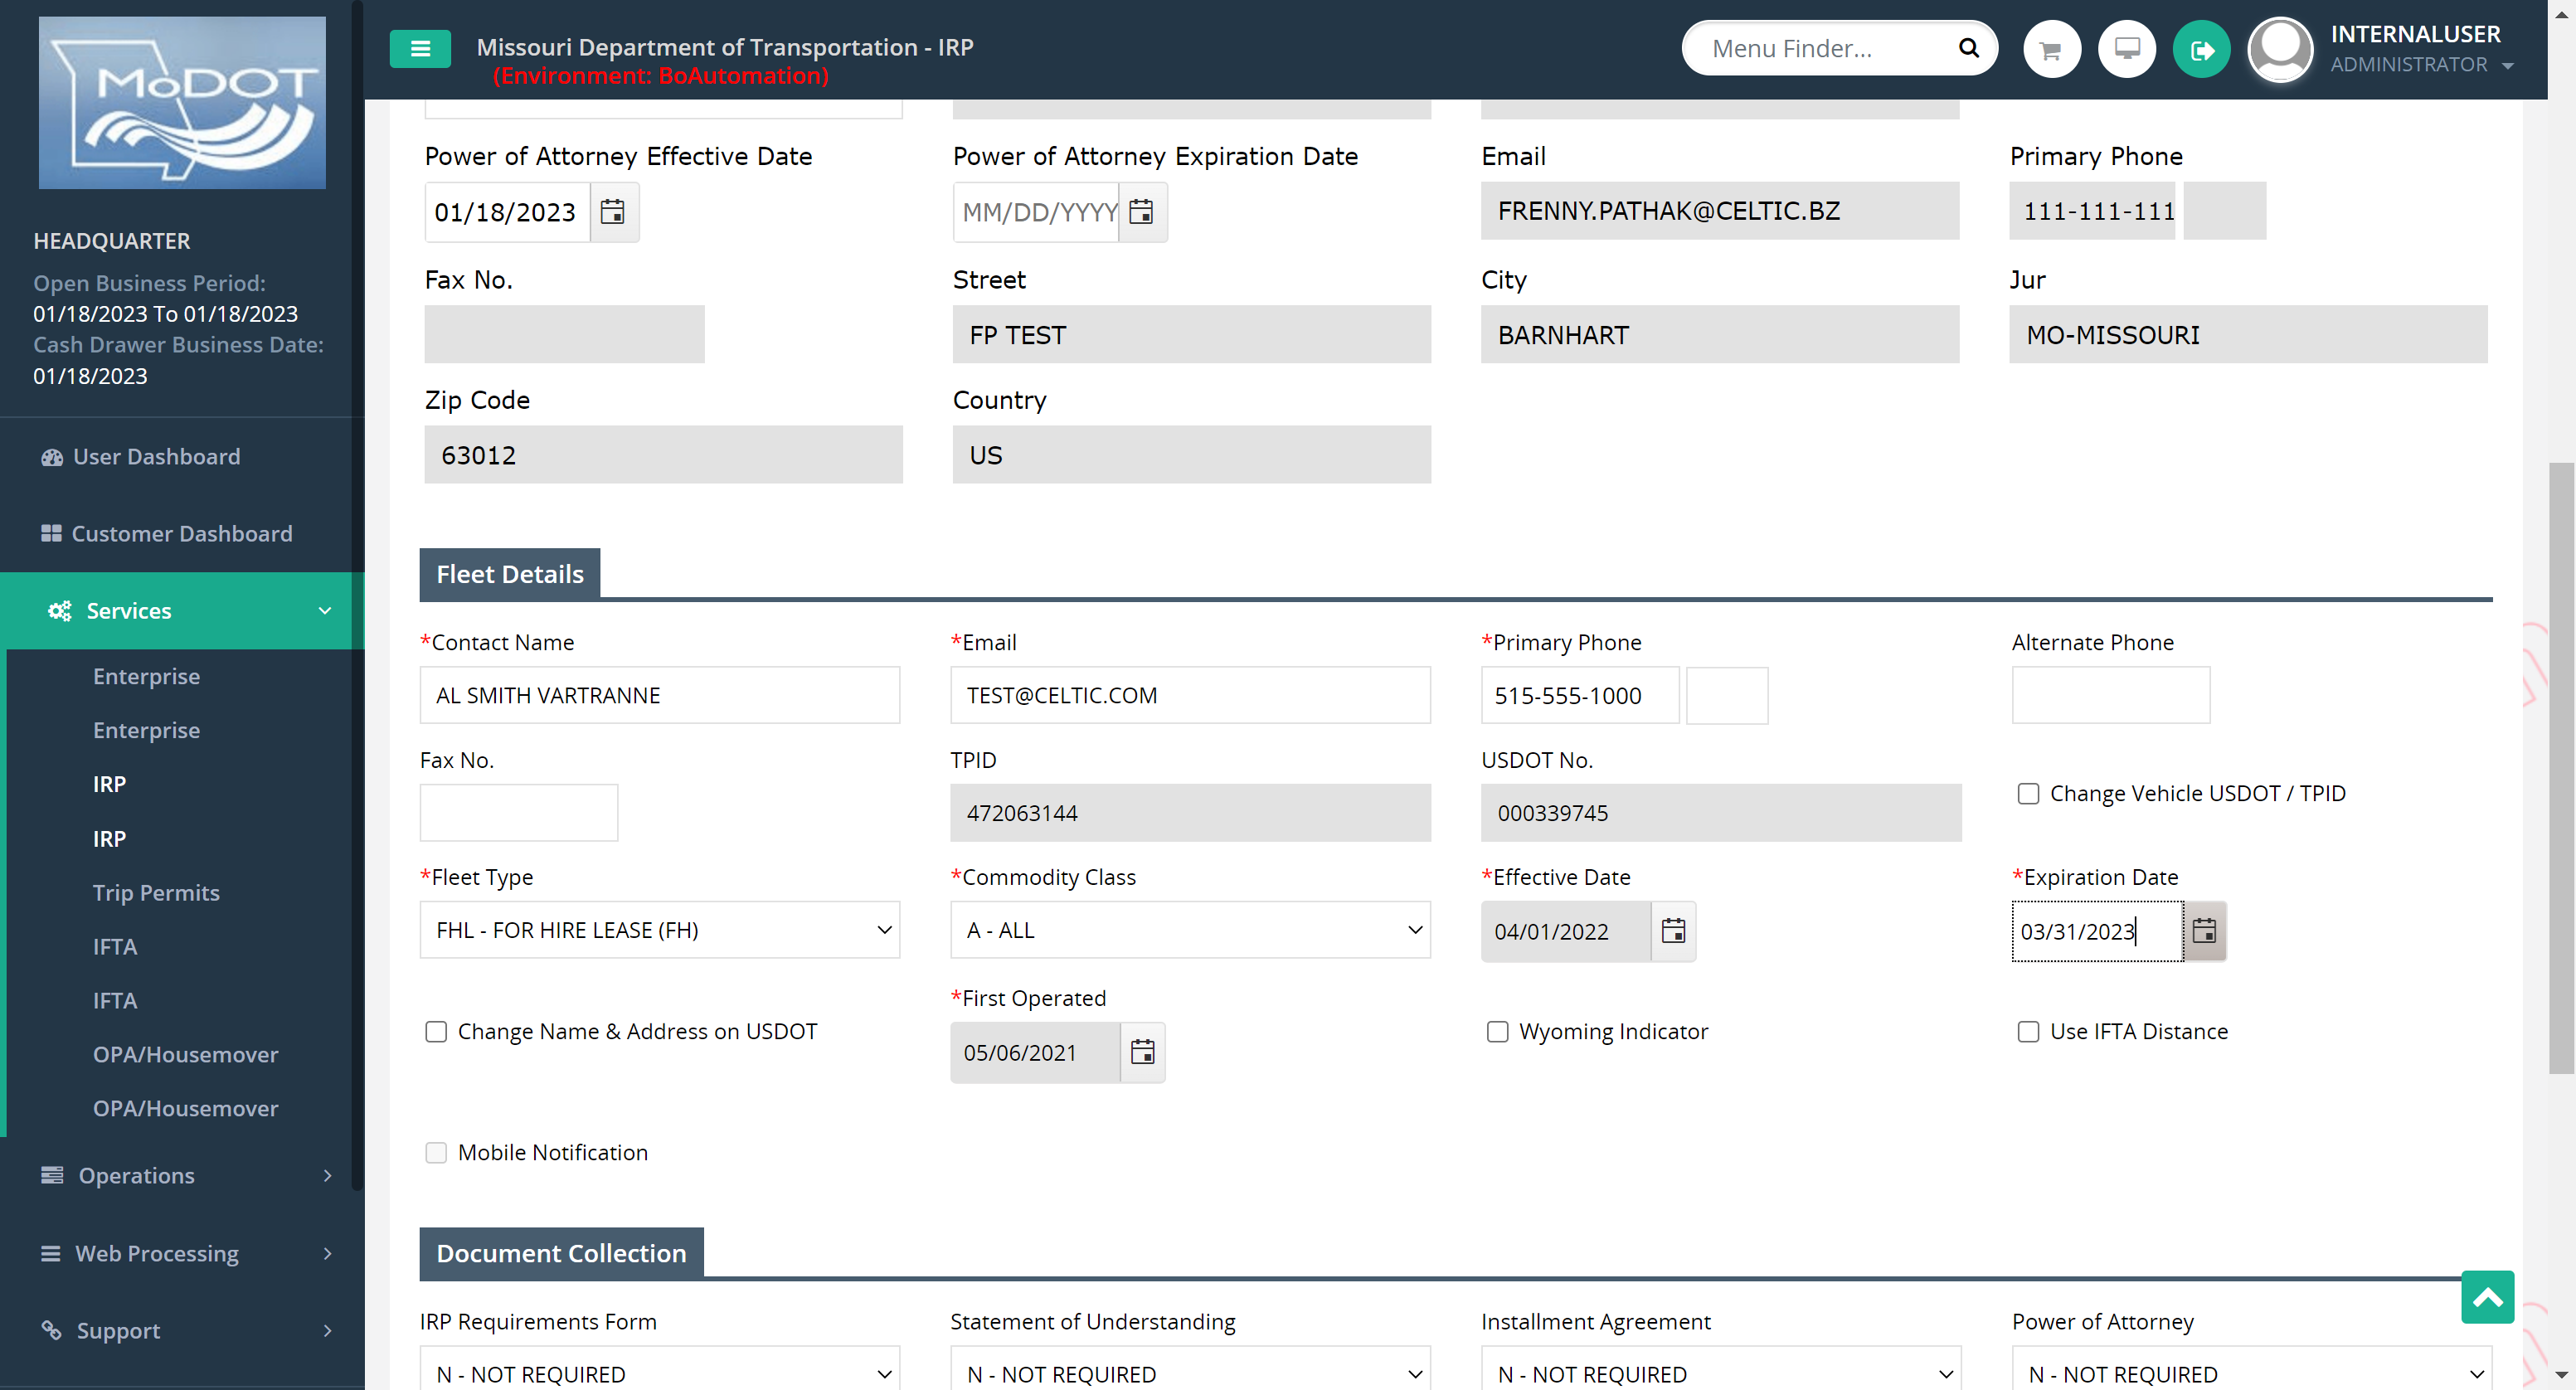 MoDOT
Missouri Department of Transportation - IRP
(Environment: BoAutomation)
Menu Finder...
INTERNALUSER
ADMINISTRATOR
HEADQUARTER
Open Business Period:
01/18/2023 To 01/18/2023
Cash Drawer Business Date:
01/18/2023
User Dashboard
Customer Dashboard
Services
Enterprise
Enterprise
IRP
IRP
Trip Permits
IFTA
IFTA
OPA/Housemover
OPA/Housemover
Operations
Web Processing
Support
Power of Attorney Effective Date
Power of Attorney Expiration Date
Email
Primary Phone
01/18/2023
MM/DD/YYYY
FRENNY.PATHAK@CELTIC.BZ
111-111-111
Fax No.
Street
City
Jur
FP TEST
BARNHART
MO-MISSOURI
Zip Code
Country
63012
US
Fleet Details
*Contact Name
*Email
*Primary Phone
Alternate Phone
AL SMITH VARTRANNE
TEST@CELTIC.COM
515-555-1000
Fax No.
TPID
USDOT No.
472063144
000339745
Change Vehicle USDOT / TPID
*Fleet Type
*Commodity Class
*Effective Date
*Expiration Date
FHL - FOR HIRE LEASE (FH)
A - ALL
04/01/2022
03/31/2023
Change Name & Address on USDOT
*First Operated
05/06/2021
Wyoming Indicator
Use IFTA Distance
Mobile Notification
Document Collection
IRP Requirements Form
Statement of Understanding
Installment Agreement
Power of Attorney
N - NOT REQUIRED
N - NOT REQUIRED
N - NOT REQUIRED
N - NOT REQUIRED